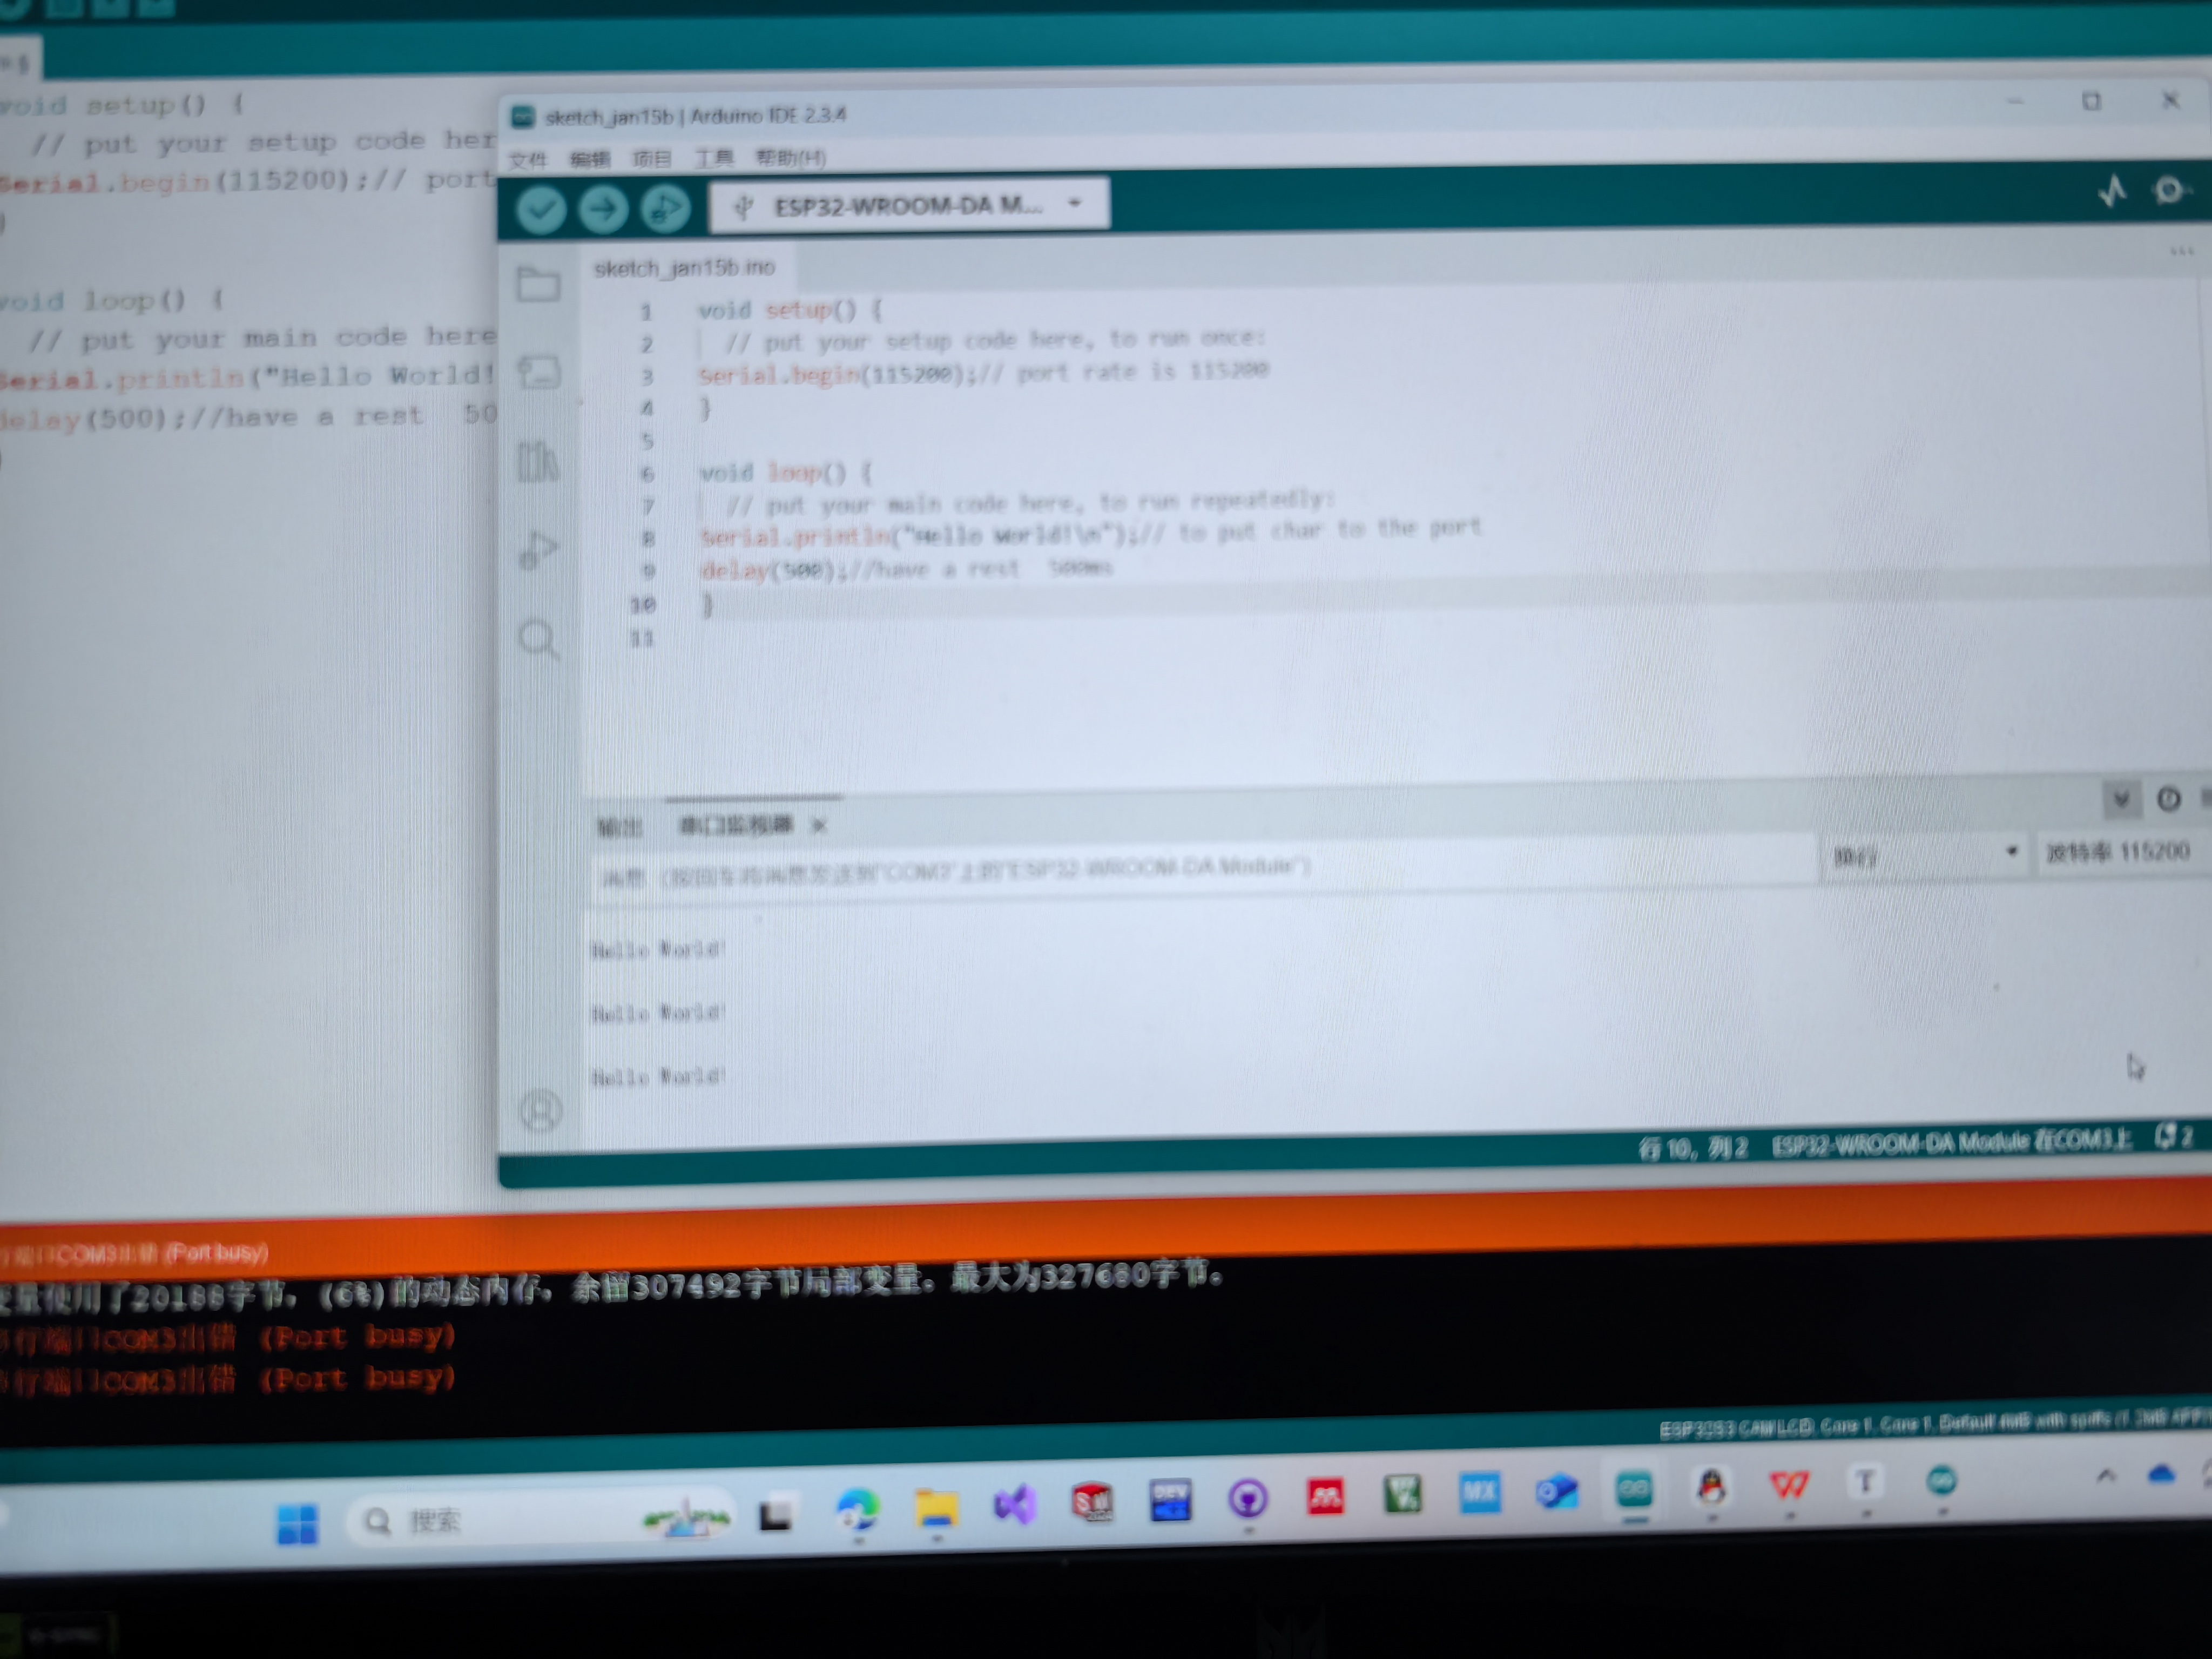 void setup() {
// put your setup code her
Serial.begin(115200);// port
}
void loop() {
// put your main code here
Serial.println("Hello World!
delay(500);//have a rest  50
}
sketch_jan15b | Arduino IDE 2.3.4
文件 编辑 项目 工具 帮助(H)
ESP32-WROOM-DA M...
sketch_jan15b.ino
1 void setup() {
2 // put your setup code here, to run once:
3 Serial.begin(115200);// port rate is 115200
4 }
5
6 void loop() {
7 // put your main code here, to run repeatedly:
8 Serial.println("Hello World!\n");// to put char to the port
9 delay(500);//have a rest  500ms
10 }
11
输出 串口监视器
消息 (按回车将消息发送到"COM3"上的"ESP32-WROOM-DA Module")
换行 波特率 115200
Hello World!
Hello World!
Hello World!
行 10, 列 2 ESP32-WROOM-DA Module 在COM3上 2
行端口COM3出错 (Port busy)
变量使用了20188字节, (6%)的动态内存, 余留307492字节局部变量。最大为327680字节。
行端口COM3出错 (Port busy)
行端口COM3出错 (Port busy)
ESP32S3 CAM LCD, Core 1, Core 1, Default 4MB with spiffs (1.2MB APP/1
搜索
DEV
MX
T